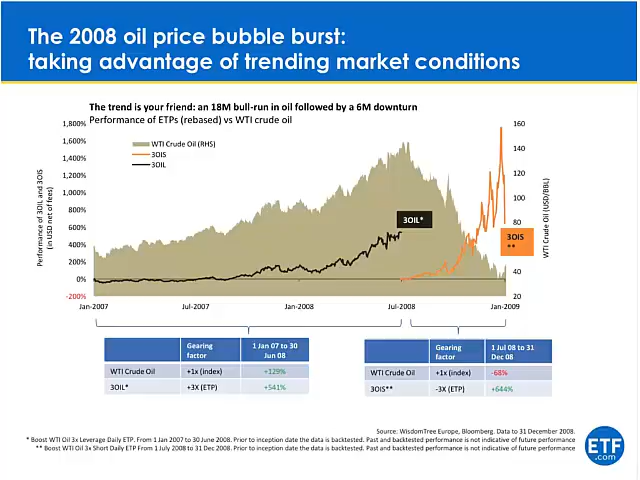 The 2008 oil price bubble burst:
taking advantage of trending market conditions
The trend is your friend: an 18M bull-run in oil followed by a 6M downturn
Performance of ETPs (rebased) vs WTI crude oil
1,800%
1,600%
1,400%
1,200%
1,000%
800%
600%
400%
200%
0%
-200%
Performance of 3OIL and 3OIS
(in USD net of fees)
WTI Crude Oil (RHS)
3OIS
3OIL
3OIL*
3OIS
**
160
140
120
100
80
60
40
20
WTI Crude Oil (USD/BBL)
Jan-2007 Jul-2007 Jan-2008 Jul-2008 Jan-2009
Gearing factor 1 Jan 07 to 30 Jun 08
WTI Crude Oil +1x (index) +129%
3OIL* +3X (ETP) +541%
Gearing factor 1 Jul 08 to 31 Dec 08
WTI Crude Oil +1x (index) -68%
3OIS** -3X (ETP) +644%
Source: WisdomTree Europe, Bloomberg. Data to 31 December 2008.
* Boost WTI Oil 3x Leverage Daily ETP. From 1 Jan 2007 to 30 June 2008. Prior to inception date the data is backtested. Past and backtested performance is not indicative of future performance
** Boost WTI Oil 3x Short Daily ETP From 1 July 2008 to 31 Dec 2008. Prior to inception date the data is backtested. Past and backtested performance is not indicative of future performance
ETF
.com